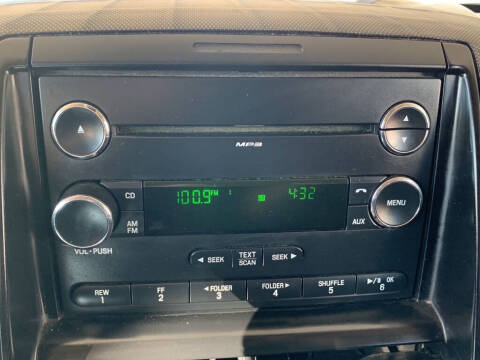 MP3
CD
100.9FM 1 4:32
MENU
AM
FM
AUX
VOL•PUSH
◄ SEEK
TEXT
SCAN
SEEK ►
REW
1
FF
2
◄ FOLDER
3
FOLDER ►
4
SHUFFLE
5
►/II OK
6